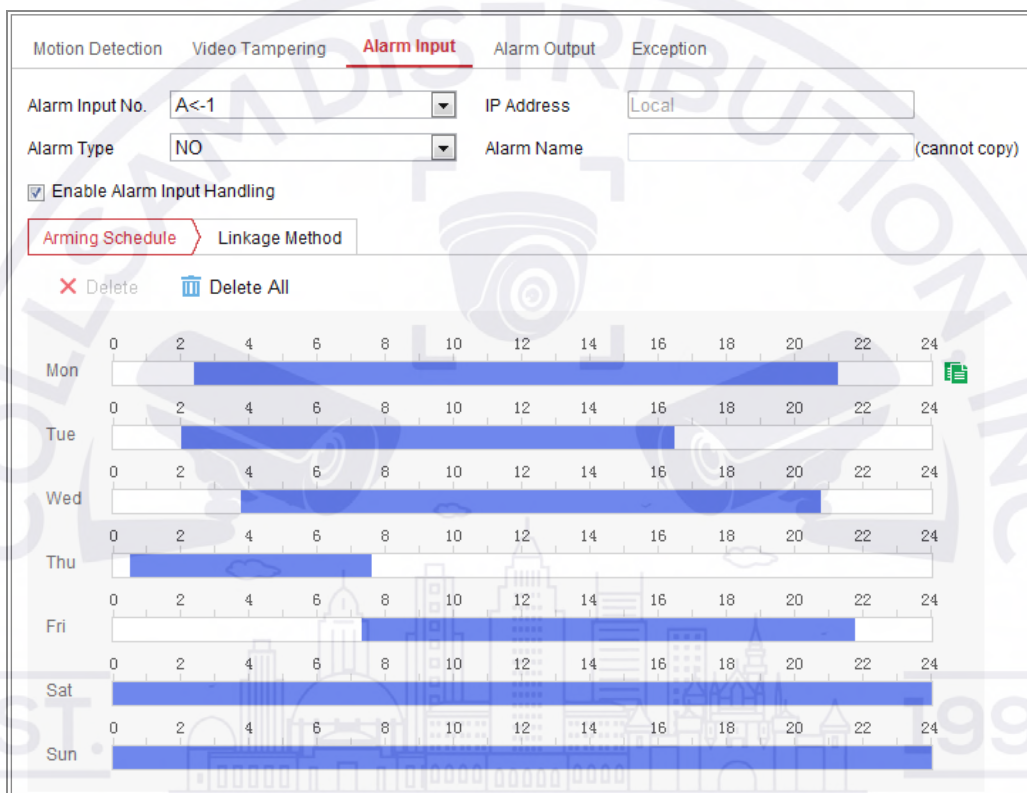 Motion Detection Video Tampering Alarm Input Alarm Output Exception
Alarm Input No. A<-1 IP Address Local
Alarm Type NO Alarm Name (cannot copy)
Enable Alarm Input Handling
Arming Schedule Linkage Method
Delete Delete All
0 2 4 6 8 10 12 14 16 18 20 22 24
Mon
0 2 4 6 8 10 12 14 16 18 20 22 24
Tue
0 2 4 6 8 10 12 14 16 18 20 22 24
Wed
0 2 4 6 8 10 12 14 16 18 20 22 24
Thu
0 2 4 6 8 10 12 14 16 18 20 22 24
Fri
0 2 4 6 8 10 12 14 16 18 20 22 24
Sat
0 2 4 6 8 10 12 14 16 18 20 22 24
Sun
DISTRIBUTION, INC